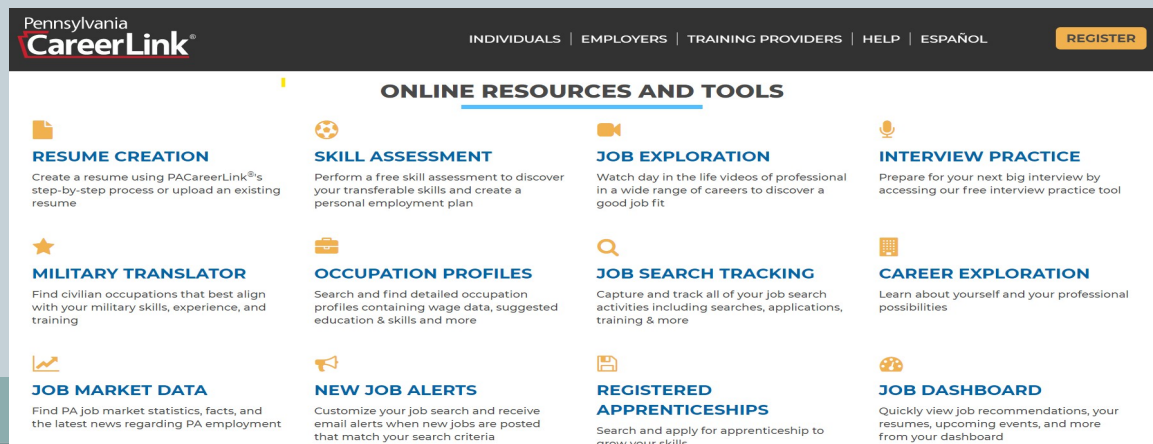 Pennsylvania
CareerLink®
INDIVIDUALS | EMPLOYERS | TRAINING PROVIDERS | HELP | ESPAÑOL
REGISTER
ONLINE RESOURCES AND TOOLS
RESUME CREATION
Create a resume using PACareerLink®'s
step-by-step process or upload an existing
resume
SKILL ASSESSMENT
Perform a free skill assessment to discover
your transferable skills and create a
personal employment plan
JOB EXPLORATION
Watch day in the life videos of professional
in a wide range of careers to discover a
good job fit
INTERVIEW PRACTICE
Prepare for your next big interview by
accessing our free interview practice tool
MILITARY TRANSLATOR
Find civilian occupations that best align
with your military skills, experience, and
training
OCCUPATION PROFILES
Search and find detailed occupation
profiles containing wage data, suggested
education & skills and more
JOB SEARCH TRACKING
Capture and track all of your job search
activities including searches, applications,
training & more
CAREER EXPLORATION
Learn about yourself and your professional
possibilities
JOB MARKET DATA
Find PA job market statistics, facts, and
the latest news regarding PA employment
NEW JOB ALERTS
Customize your job search and receive
email alerts when new jobs are posted
that match your search criteria
REGISTERED
APPRENTICESHIPS
Search and apply for apprenticeship to
grow your skills
JOB DASHBOARD
Quickly view job recommendations, your
resumes, upcoming events, and more
from your dashboard